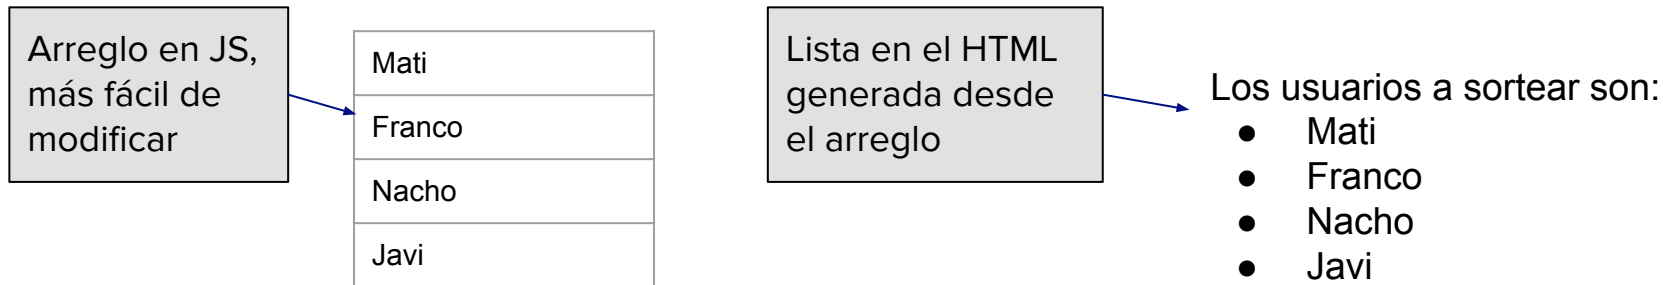 Arreglo en JS,
más fácil de
modificar
Mati
Franco
Nacho
Javi
Lista en el HTML
generada desde
el arreglo
Los usuarios a sortear son:
● Mati
● Franco
● Nacho
● Javi